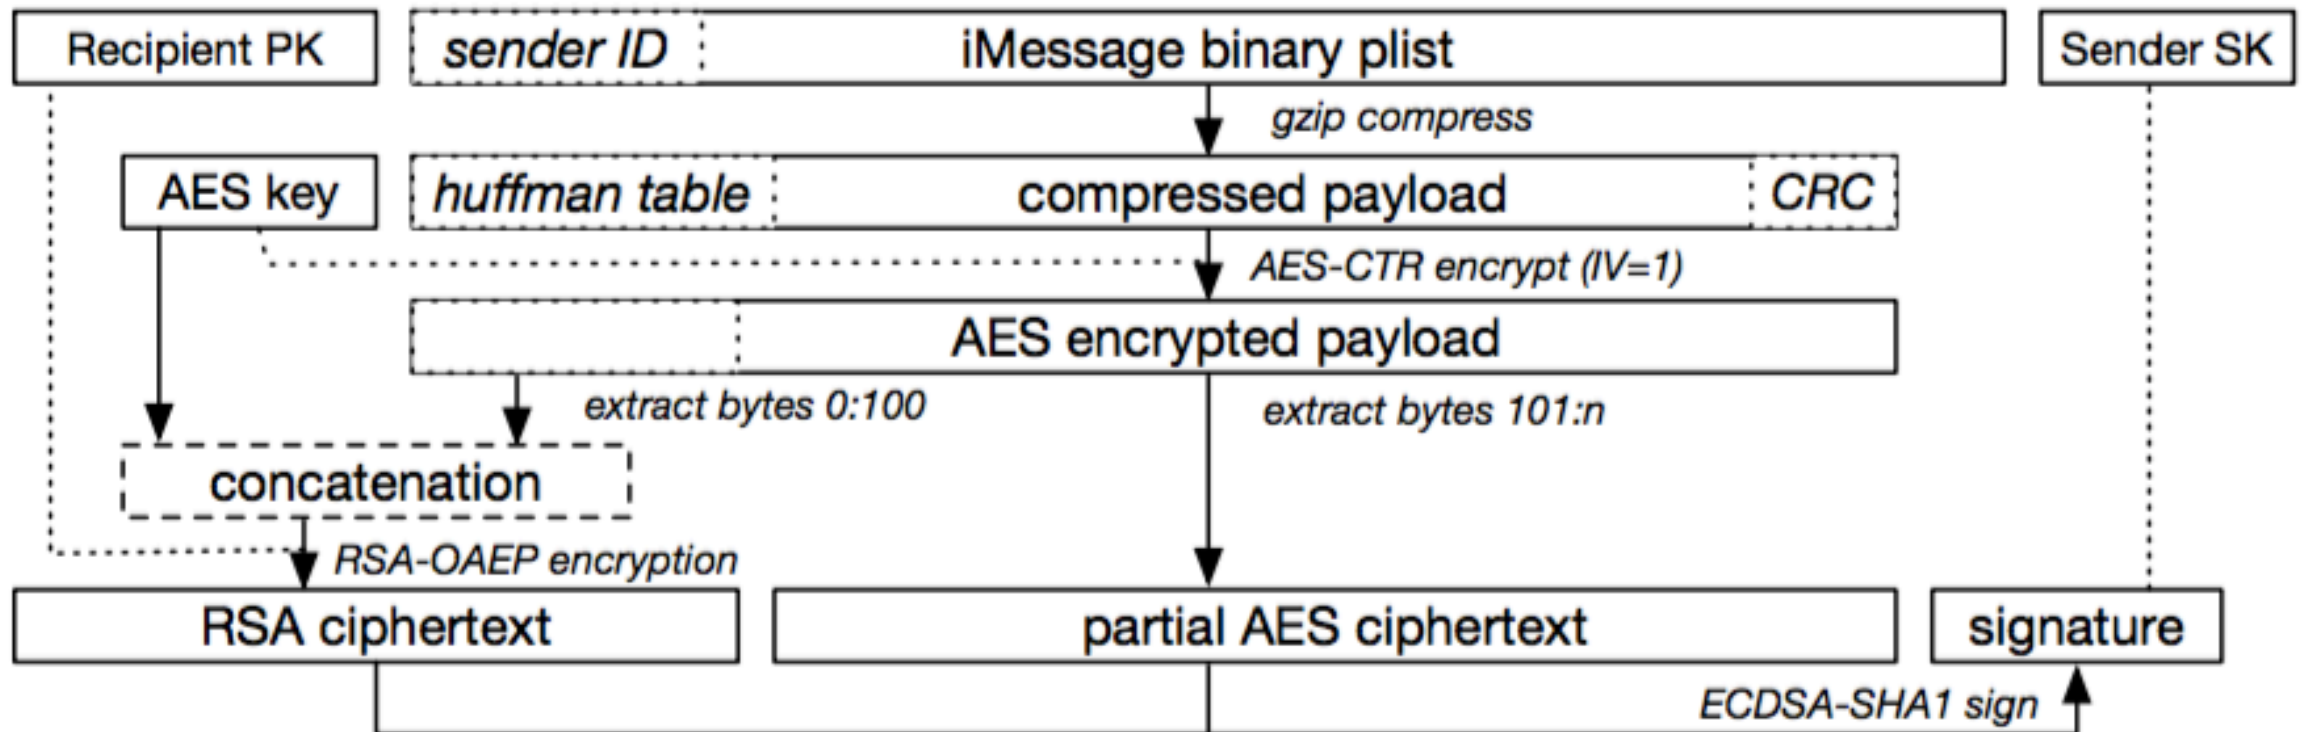 Recipient PK
sender ID
iMessage binary plist
Sender SK
gzip compress
AES key
huffman table
compressed payload
CRC
AES-CTR encrypt (IV=1)
AES encrypted payload
extract bytes 0:100
extract bytes 101:n
concatenation
RSA-OAEP encryption
RSA ciphertext
partial AES ciphertext
signature
ECDSA-SHA1 sign